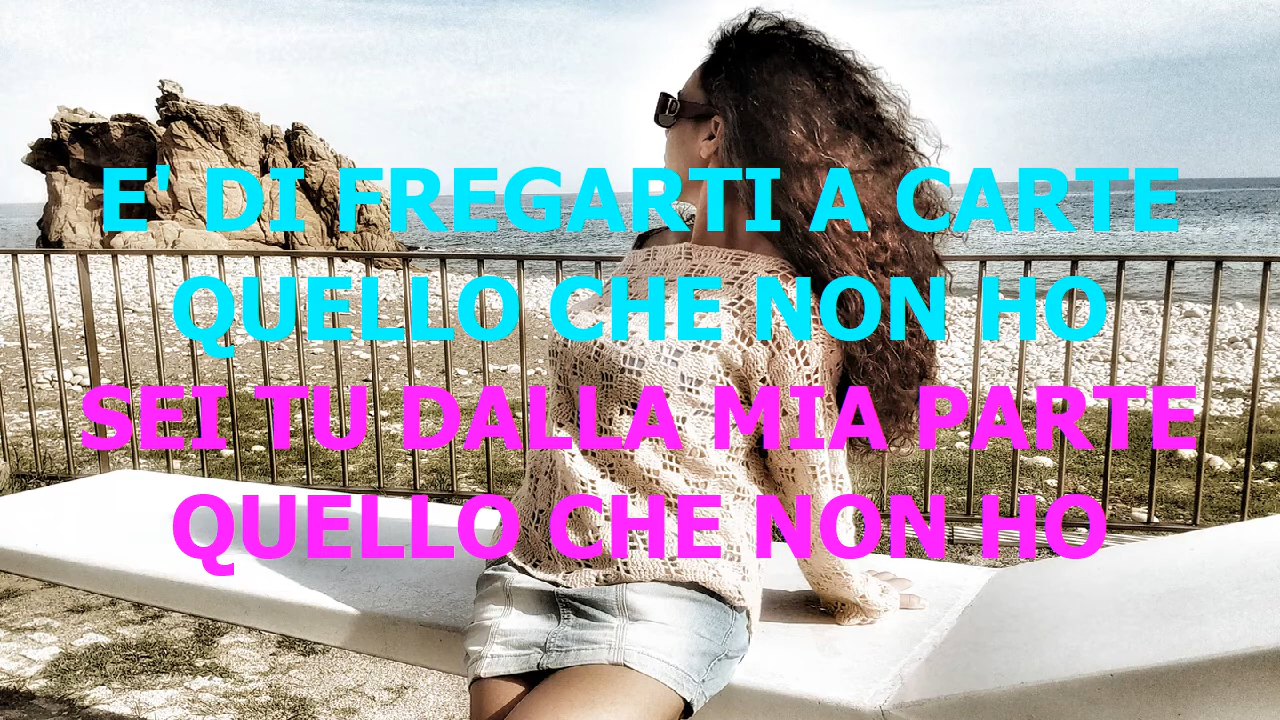 E' DI FREGARTI A CARTE
QUELLO CHE NON HO
SEI TU DALLA MIA PARTE
QUELLO CHE NON HO